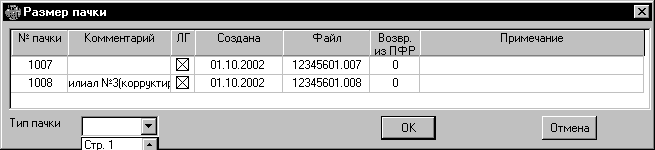 Размер пачки
№ пачки Комментарий ЛГ Создана Файл Возвр. из ПФР Примечание
1007 01.10.2002 12345601.007 0
1008 илиал №3(корруктир 01.10.2002 12345601.008 0
Тип пачки OK Отмена
Стр. 1